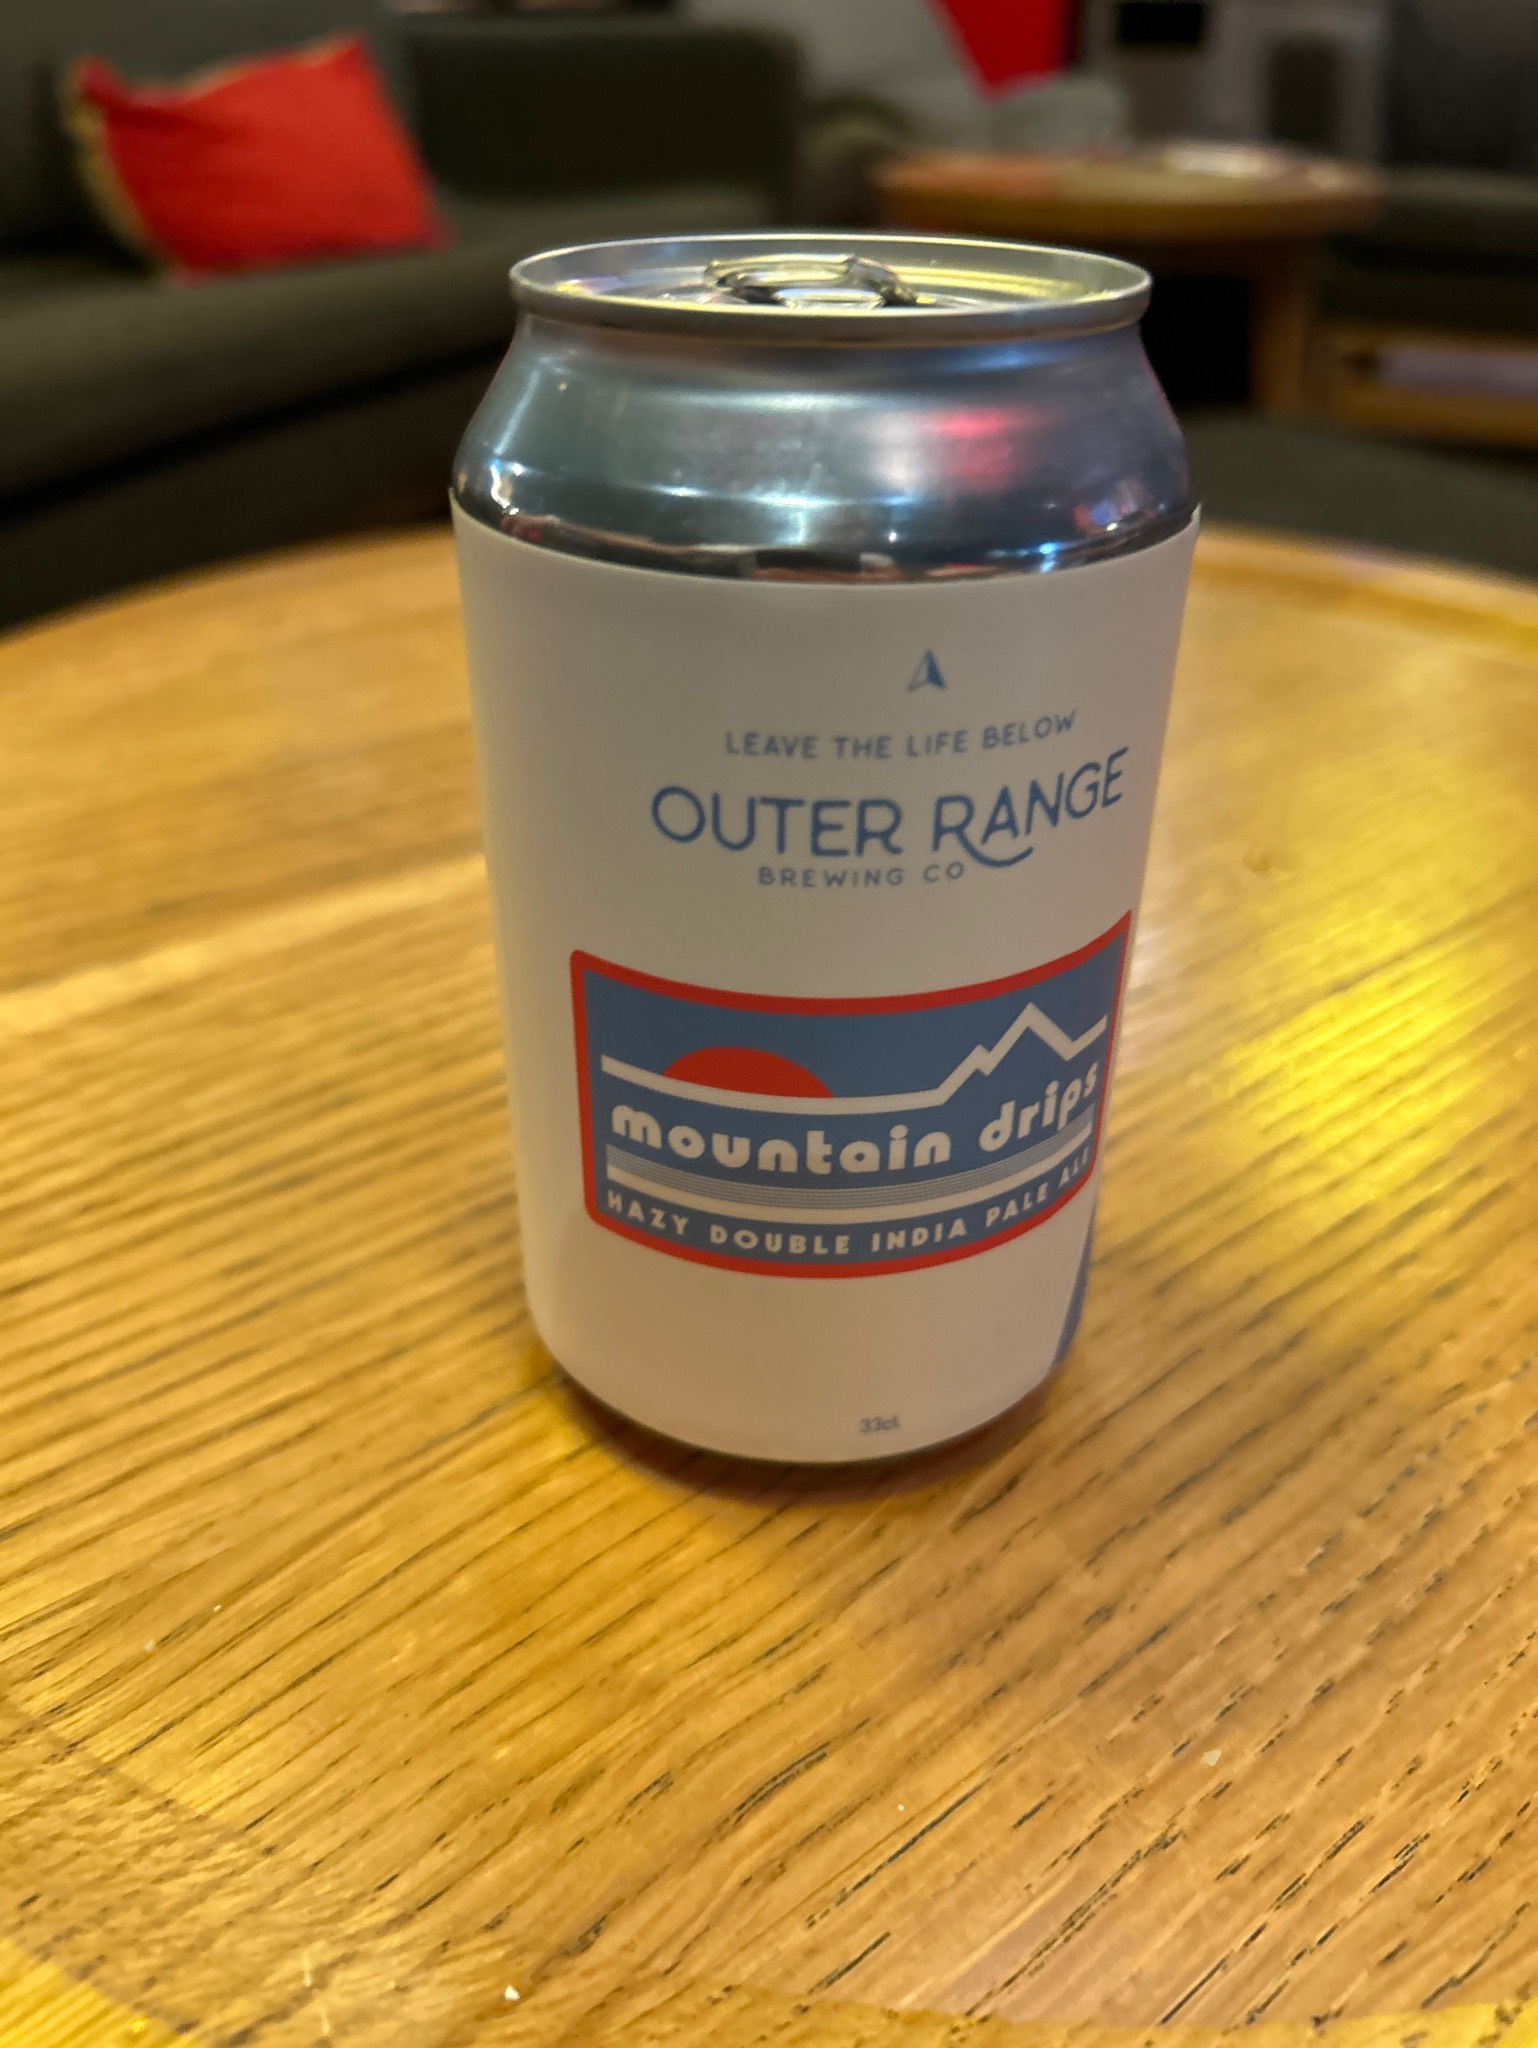 LEAVE THE LIFE BELOW
OUTER RANGE
BREWING CO
mountain drips
HAZY DOUBLE INDIA PALE ALE
33cl